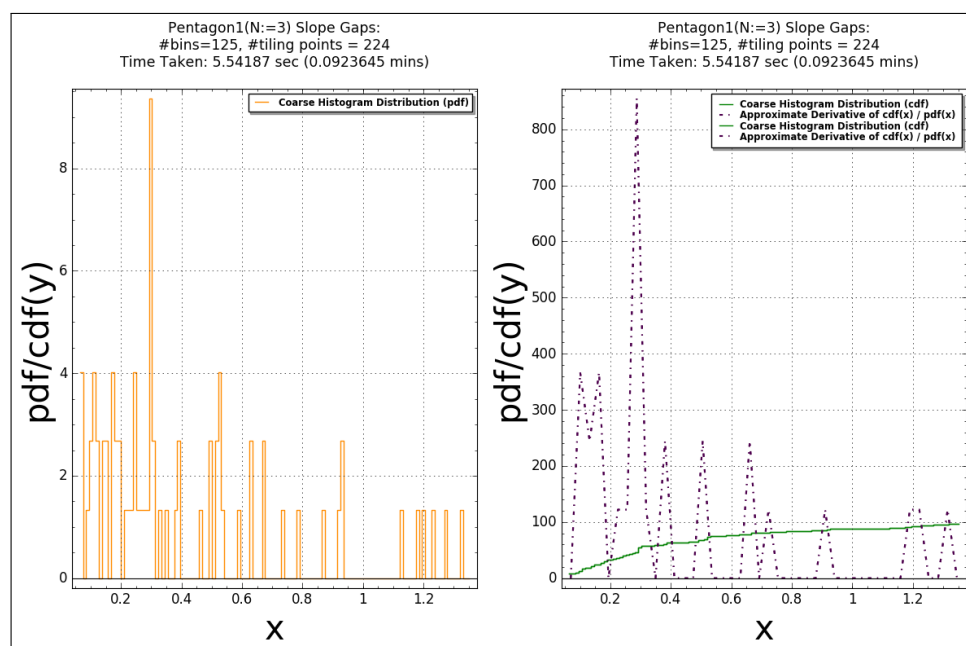 Pentagon1(N:=3) Slope Gaps:
#bins=125, #tiling points = 224
Time Taken: 5.54187 sec (0.0923645 mins)
Coarse Histogram Distribution (pdf)
pdf/cdf(y)
8
6
4
2
0
0.2 0.4 0.6 0.8 1 1.2
x
Pentagon1(N:=3) Slope Gaps:
#bins=125, #tiling points = 224
Time Taken: 5.54187 sec (0.0923645 mins)
Coarse Histogram Distribution (cdf)
Approximate Derivative of cdf(x) / pdf(x)
Coarse Histogram Distribution (cdf)
Approximate Derivative of cdf(x) / pdf(x)
pdf/cdf(y)
800
700
600
500
400
300
200
100
0
0.2 0.4 0.6 0.8 1 1.2
x